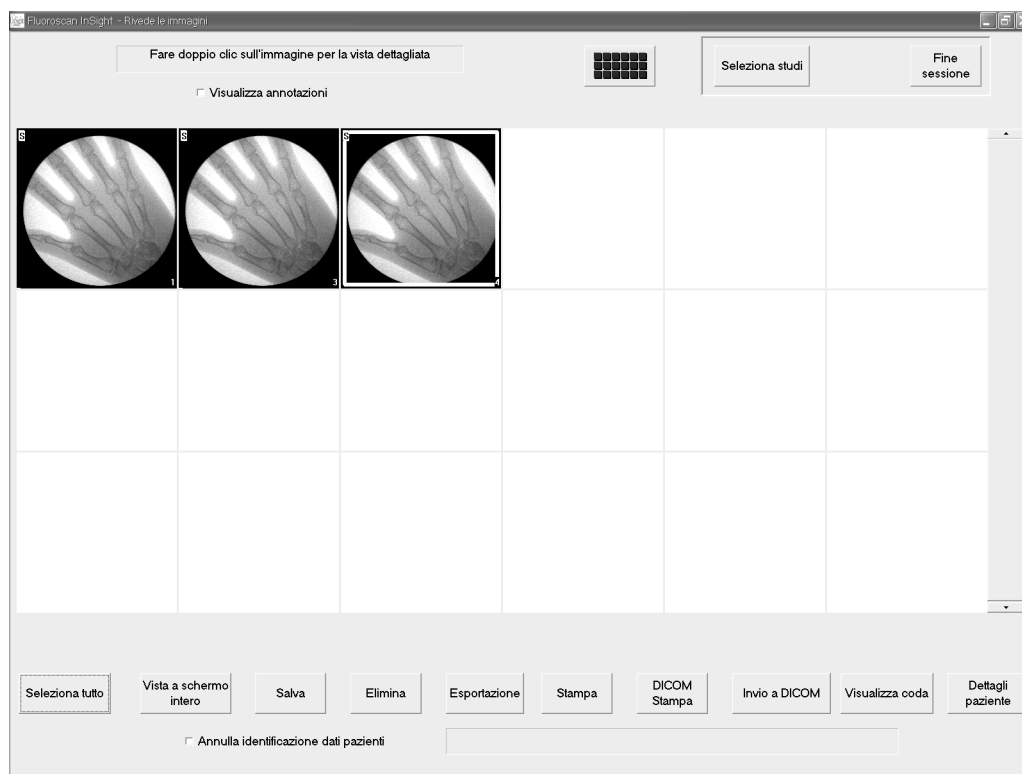 Fluoroscan InSight - Rivede le immagini
Fare doppio clic sull'immagine per la vista dettagliata
Visualizza annotazioni
Seleziona studi
Fine
sessione
S
S
S
1
3
4
Seleziona tutto
Vista a schermo
intero
Salva
Elimina
Esportazione
Stampa
DICOM
Stampa
Invio a DICOM
Visualizza coda
Dettagli
paziente
Annulla identificazione dati pazienti